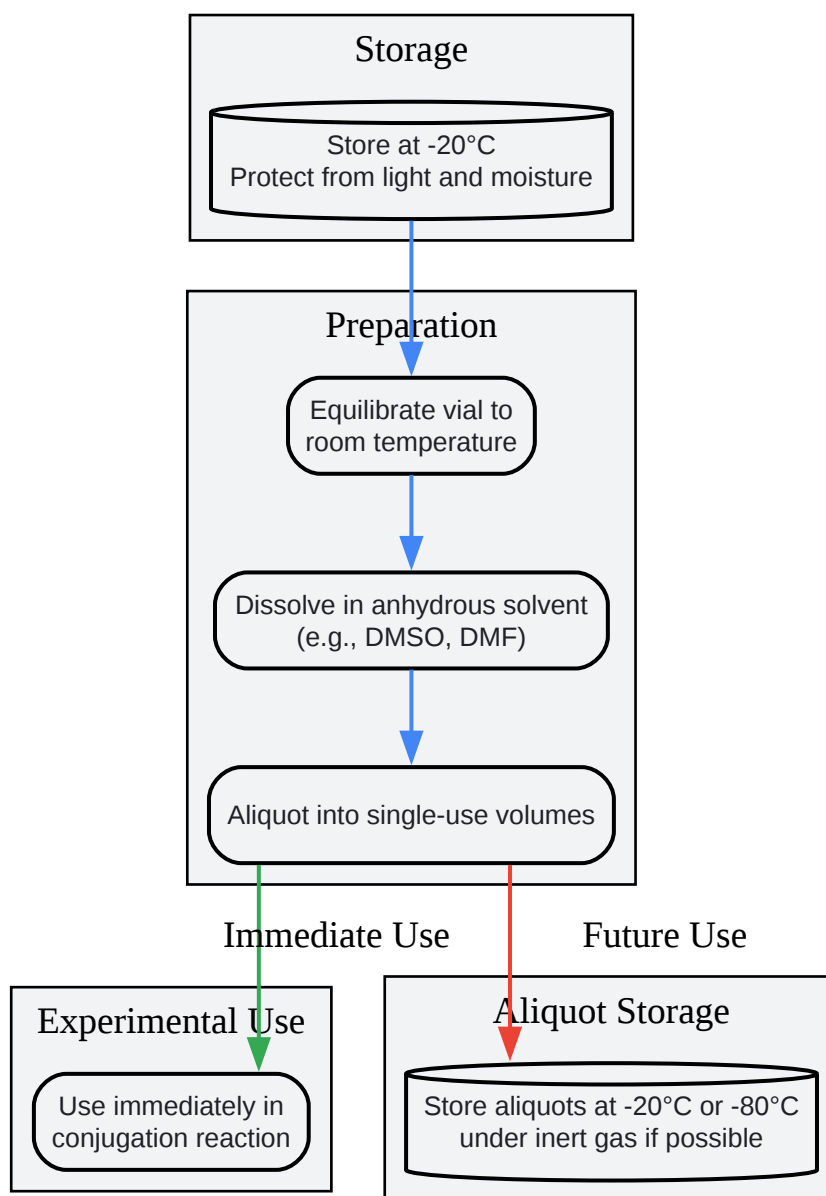 Storage
Store at -20°C
Protect from light and moisture
Preparation
Equilibrate vial to
room temperature
Dissolve in anhydrous solvent
(e.g., DMSO, DMF)
Aliquot into single-use volumes
Immediate Use
Future Use
Experimental Use
Use immediately in
conjugation reaction
Aliquot Storage
Store aliquots at -20°C or -80°C
under inert gas if possible